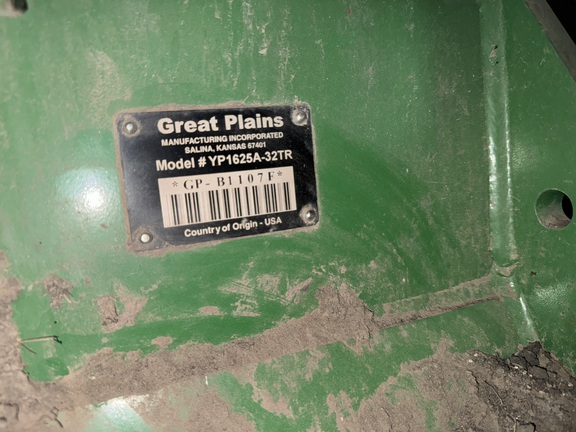 Great Plains
MANUFACTURING INCORPORATED
SALINA, KANSAS 67401
Model # YP1625A-32TR
*GP-B1107F*
Country of Origin - USA